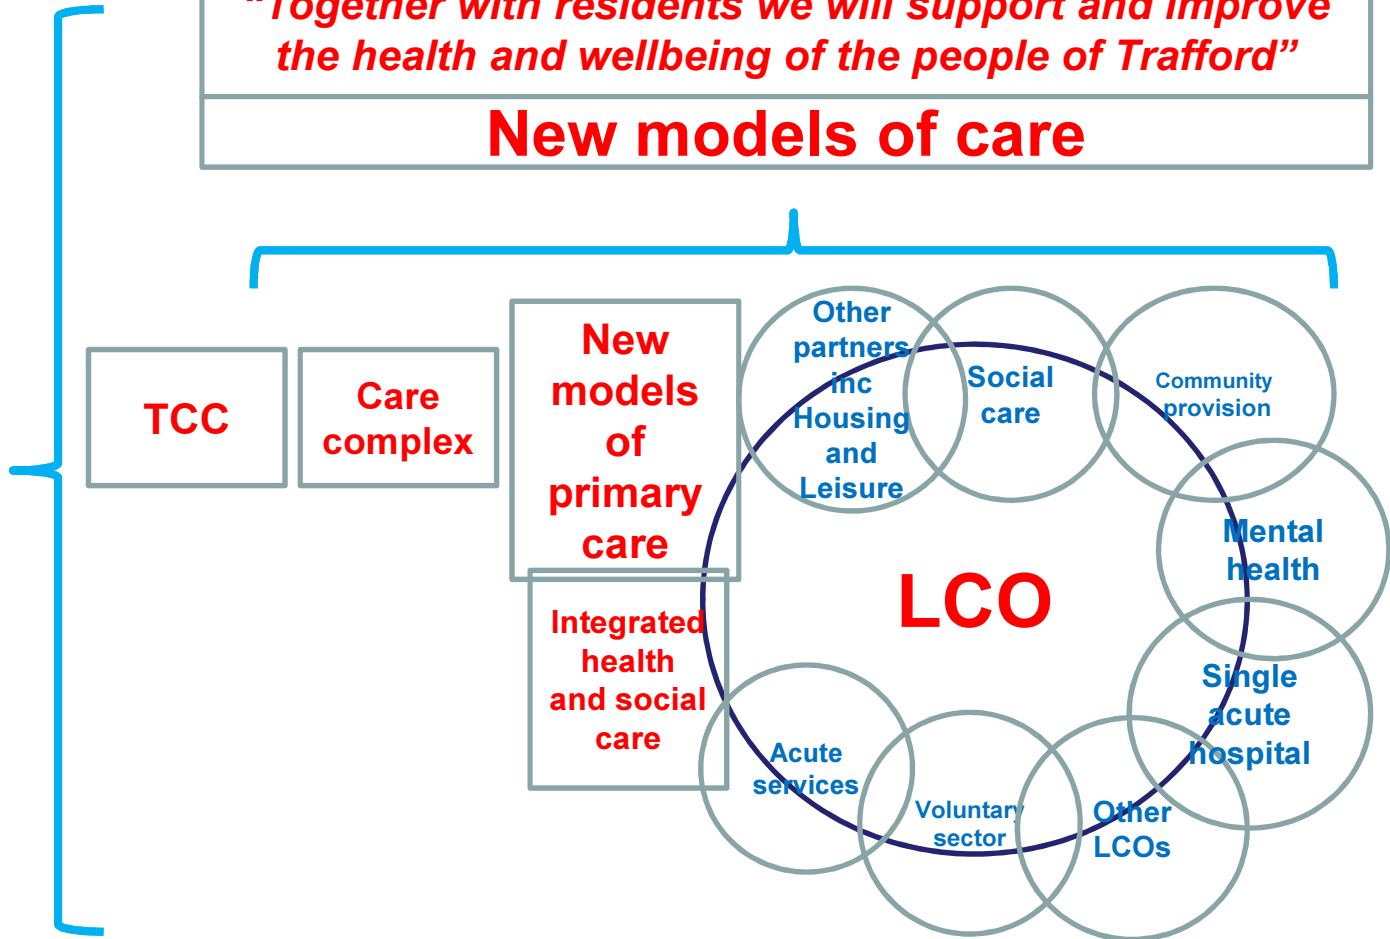 “Together with residents we will support and improve
the health and wellbeing of the people of Trafford”
New models of care
TCC
Care
complex
New
models
of
primary
care
Integrated
health
and social
care
Other
partners
inc
Housing
and
Leisure
Social
care
Community
provision
Mental
health
Single
acute
hospital
Other
LCOs
Voluntary
sector
Acute
services
LCO